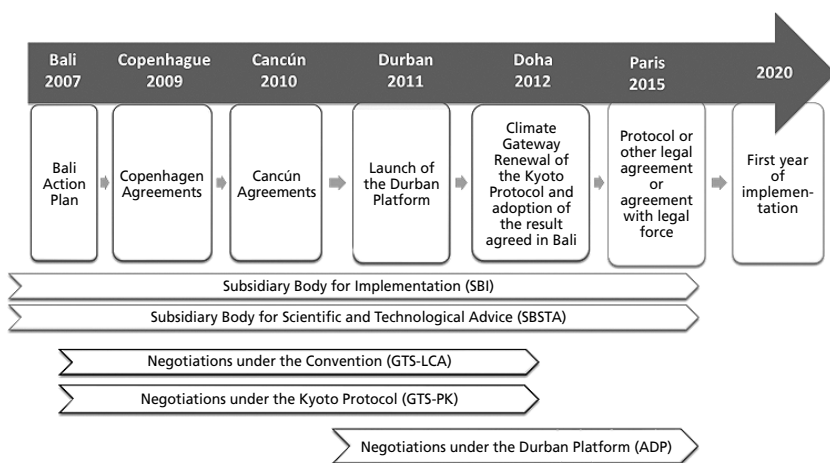 Bali
2007
Copenhague
2009
Cancún
2010
Durban
2011
Doha
2012
Paris
2015
2020
Bali
Action
Plan
Copenhagen
Agreements
Cancún
Agreements
Launch of
the Durban
Platform
Climate
Gateway
Renewal of
the Kyoto
Protocol and
adoption of
the result
agreed in Bali
Protocol or
other legal
agreement
or
agreement
with legal
force
First year
of
implemen-
tation
Subsidiary Body for Implementation (SBI)
Subsidiary Body for Scientific and Technological Advice (SBSTA)
Negotiations under the Convention (GTS-LCA)
Negotiations under the Kyoto Protocol (GTS-PK)
Negotiations under the Durban Platform (ADP)